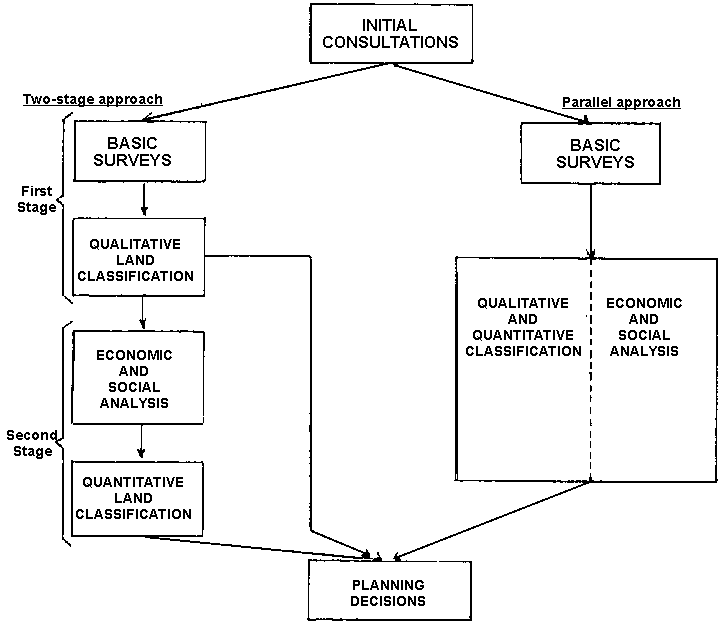 INITIAL
CONSULTATIONS
Two-stage approach
Parallel approach
BASIC
SURVEYS
BASIC
SURVEYS
First
Stage
QUALITATIVE
LAND
CLASSIFICATION
QUALITATIVE
AND
QUANTITATIVE
CLASSIFICATION
ECONOMIC
AND
SOCIAL
ANALYSIS
ECONOMIC
AND
SOCIAL
ANALYSIS
Second
Stage
QUANTITATIVE
LAND
CLASSIFICATION
PLANNING
DECISIONS